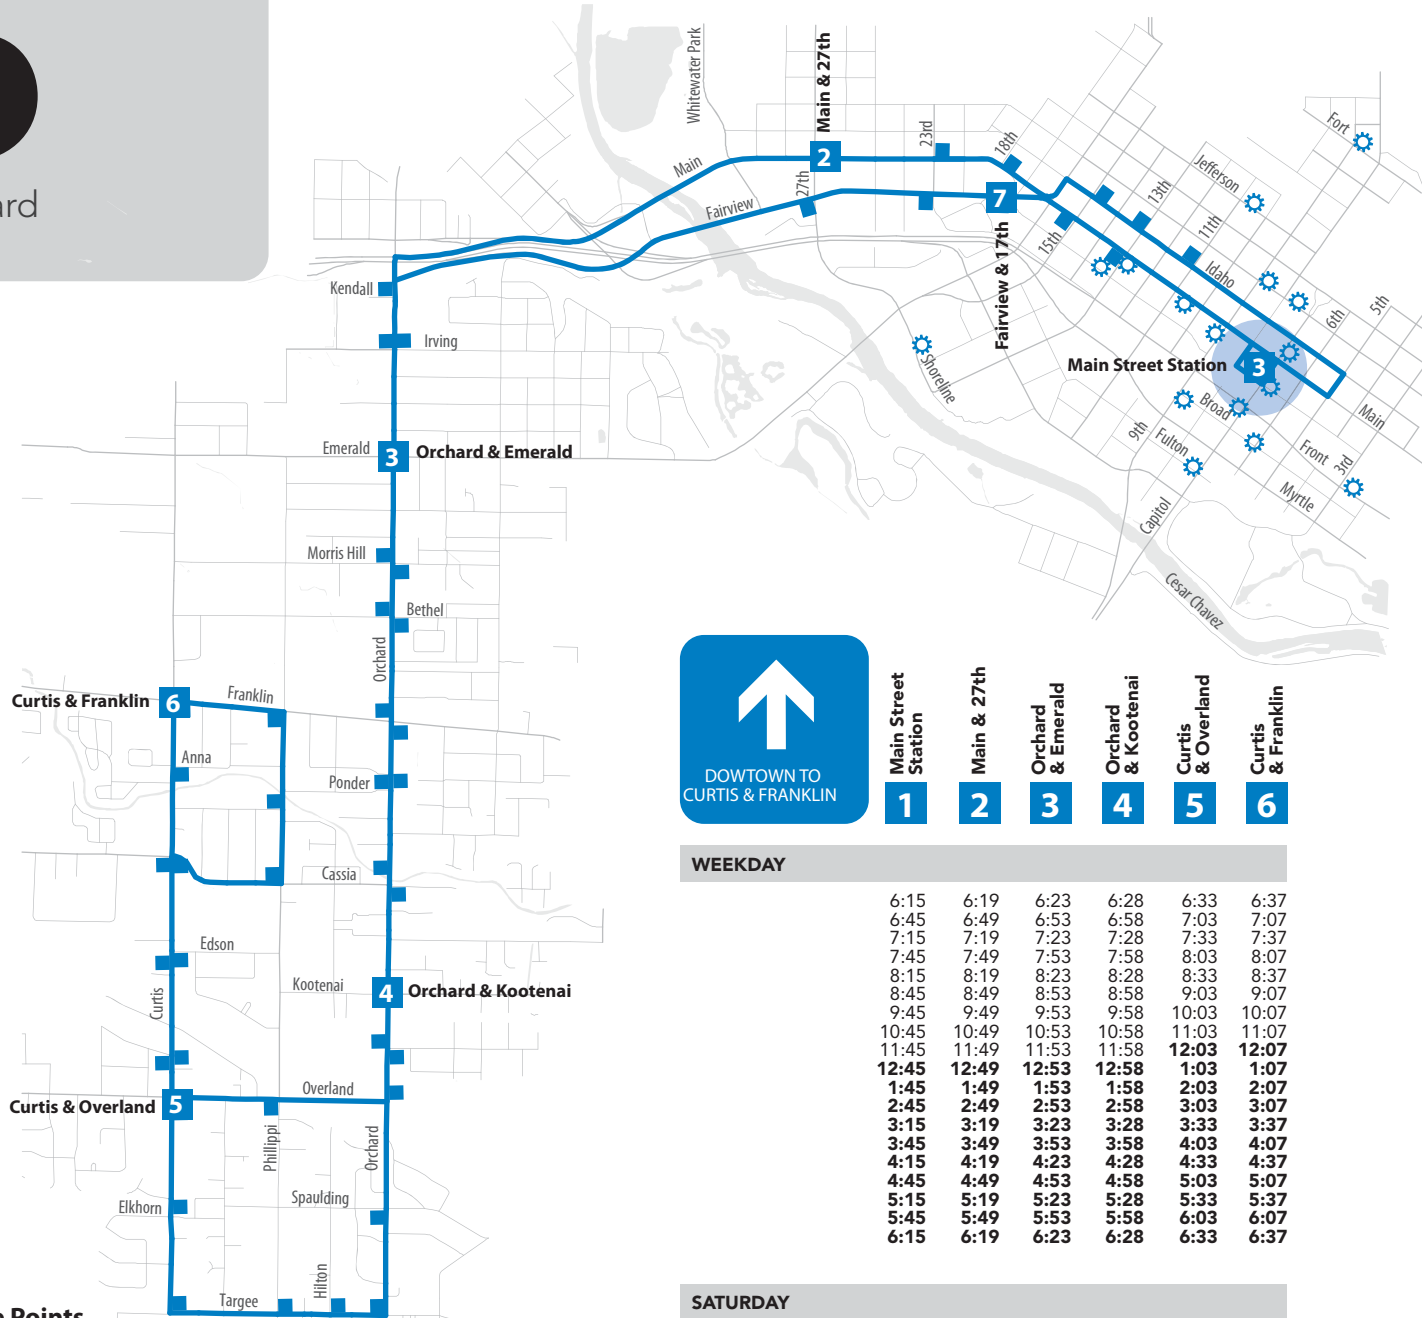 ard
Whitewater Park
Main & 27th
23rd
18th
Fort
Jefferson
Main
2
27th
Fairview
7
13th
11th
15th
Idaho
Fairview & 17th
6th
5th
Kendall
Irving
Shoreline
Main Street Station
3
Broad
Main
9th
Fulton
Front
3rd
Myrtle
Capitol
Cesar Chavez
Emerald
3
Orchard & Emerald
Morris Hill
Bethel
Orchard
Curtis & Franklin
6
Franklin
Anna
Ponder
Cassia
Edson
Curtis
Kootenai
4
Orchard & Kootenai
Overland
Curtis & Overland
5
Phillippi
Orchard
Elkhorn
Spaulding
Hilton
Targee
Points
DOWTOWN TO
CURTIS & FRANKLIN
Main Street
Station
Main & 27th
Orchard
& Emerald
Orchard
& Kootenai
Curtis
& Overland
Curtis
& Franklin
1 2 3 4 5 6
WEEKDAY
6:15 6:19 6:23 6:28 6:33 6:37
6:45 6:49 6:53 6:58 7:03 7:07
7:15 7:19 7:23 7:28 7:33 7:37
7:45 7:49 7:53 7:58 8:03 8:07
8:15 8:19 8:23 8:28 8:33 8:37
8:45 8:49 8:53 8:58 9:03 9:07
9:45 9:49 9:53 9:58 10:03 10:07
10:45 10:49 10:53 10:58 11:03 11:07
11:45 11:49 11:53 11:58 12:03 12:07
12:45 12:49 12:53 12:58 1:03 1:07
1:45 1:49 1:53 1:58 2:03 2:07
2:45 2:49 2:53 2:58 3:03 3:07
3:15 3:19 3:23 3:28 3:33 3:37
3:45 3:49 3:53 3:58 4:03 4:07
4:15 4:19 4:23 4:28 4:33 4:37
4:45 4:49 4:53 4:58 5:03 5:07
5:15 5:19 5:23 5:28 5:33 5:37
5:45 5:49 5:53 5:58 6:03 6:07
6:15 6:19 6:23 6:28 6:33 6:37
SATURDAY